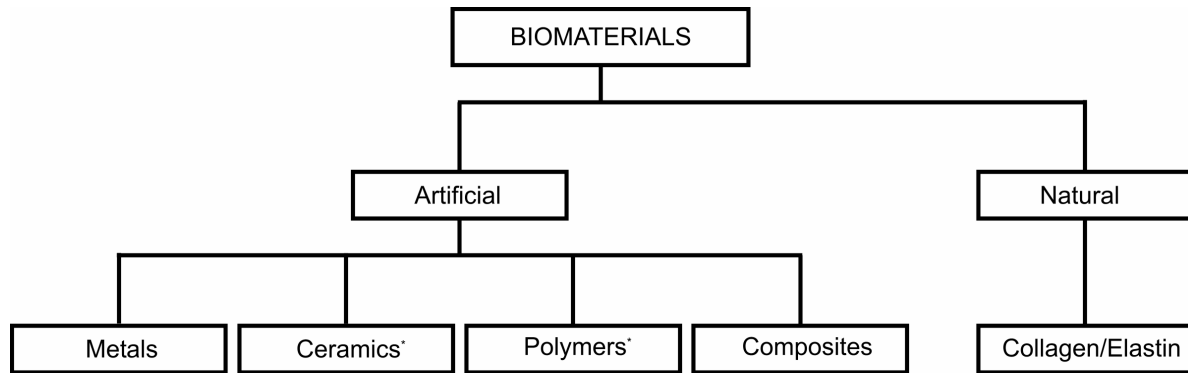 BIOMATERIALS
Artificial
Natural
Metals
Ceramics*
Polymers*
Composites
Collagen/Elastin